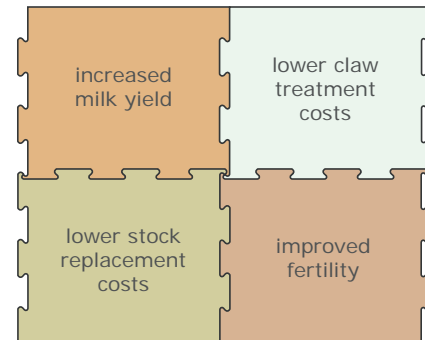 increased
milk yield
lower claw
treatment
costs
lower stock
replacement
costs
improved
fertility